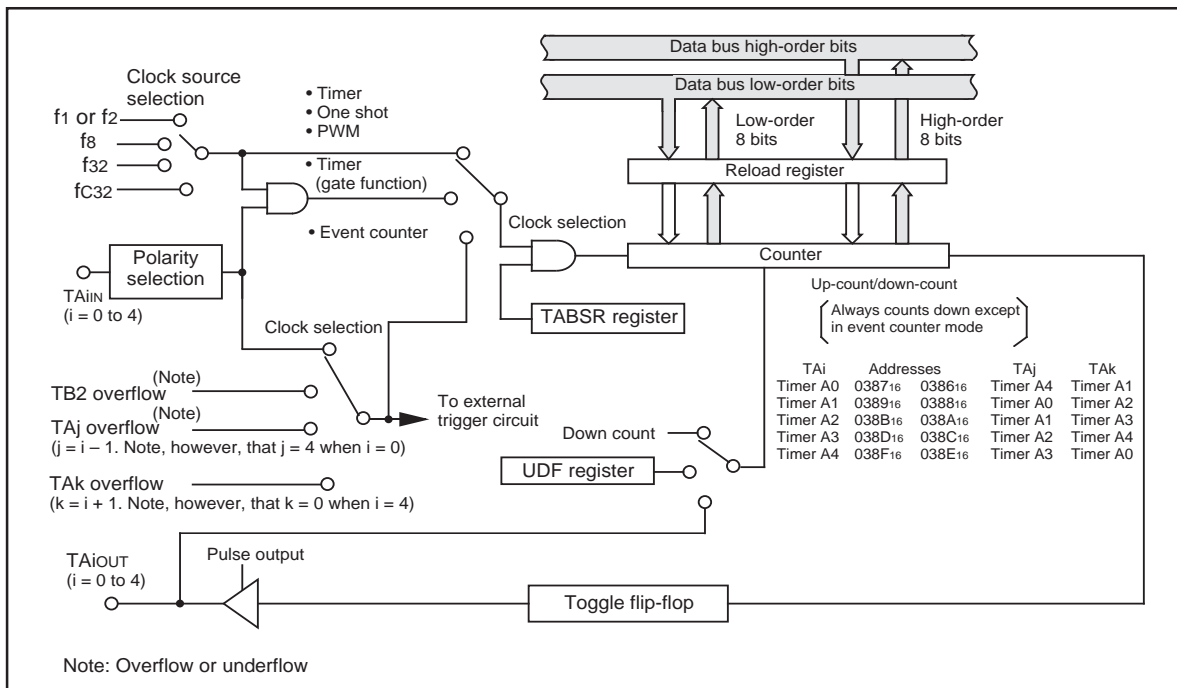 Data bus high-order bits
Data bus low-order bits
Clock source
selection
f1 or f2
f8
f32
fC32
• Timer
• One shot
• PWM
• Timer
(gate function)
• Event counter
Low-order
8 bits
High-order
8 bits
Reload register
Clock selection
Counter
Polarity
selection
TAiIN
(i = 0 to 4)
TABSR register
Up-count/down-count
(Always counts down except
in event counter mode)
Clock selection
TB2 overflow (Note)
TAj overflow (Note)
(j = i – 1. Note, however, that j = 4 when i = 0)
To external
trigger circuit
TAk overflow
(k = i + 1. Note, however, that k = 0 when i = 4)
Down count
UDF register
TAi Addresses TAj TAk
Timer A0 038716 038616 Timer A4 Timer A1
Timer A1 038916 038816 Timer A0 Timer A2
Timer A2 038B16 038A16 Timer A1 Timer A3
Timer A3 038D16 038C16 Timer A2 Timer A4
Timer A4 038F16 038E16 Timer A3 Timer A0
TAiOUT
(i = 0 to 4)
Pulse output
Toggle flip-flop
Note: Overflow or underflow